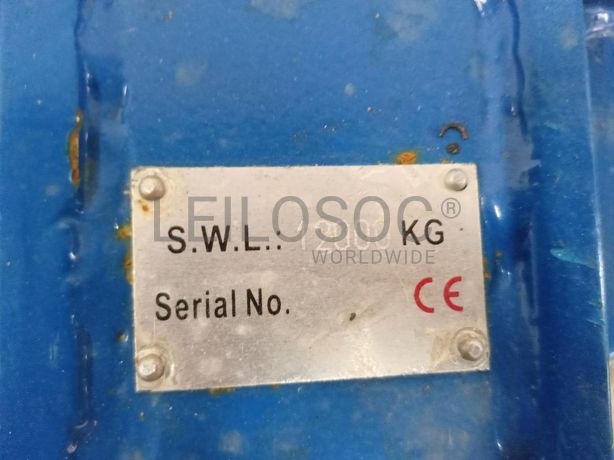 LEILOSOC®
WORLDWIDE
S.W.L.: KG
Serial No. CE